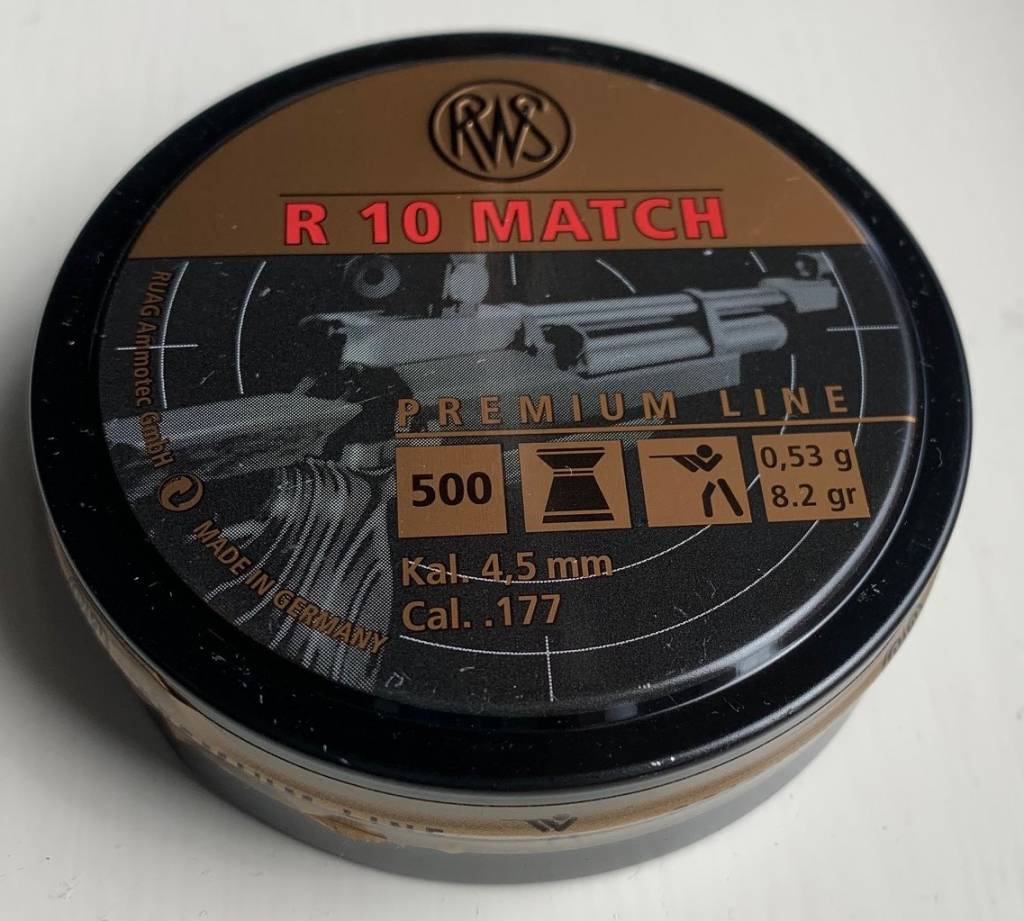 RWS
R 10 MATCH
RUAG Ammotec GmbH
MADE IN GERMANY
PREMIUM LINE
500
0,53 g
8.2 gr
Kal. 4,5 mm
Cal. .177
LINE